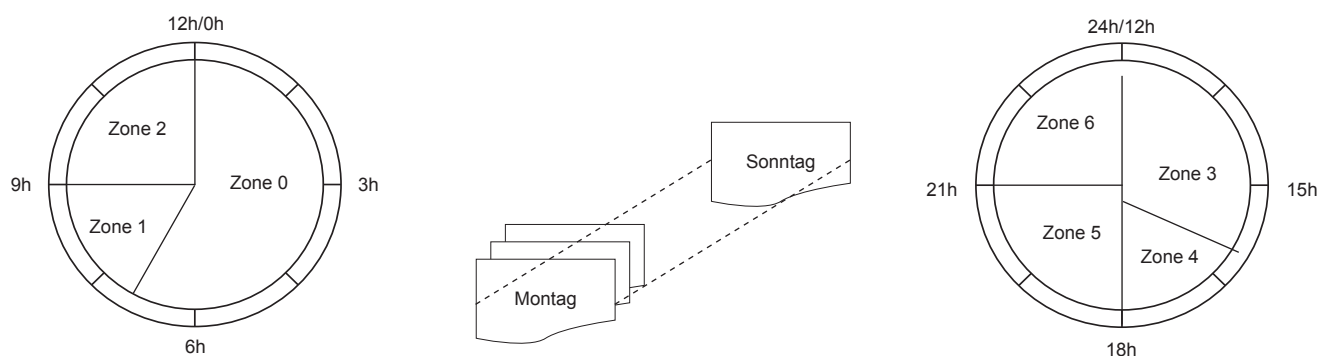 12h/0h
Zone 2
Zone 0
9h
3h
Zone 1
6h
Sonntag
Montag
24h/12h
Zone 6
Zone 3
21h
15h
Zone 5
Zone 4
18h